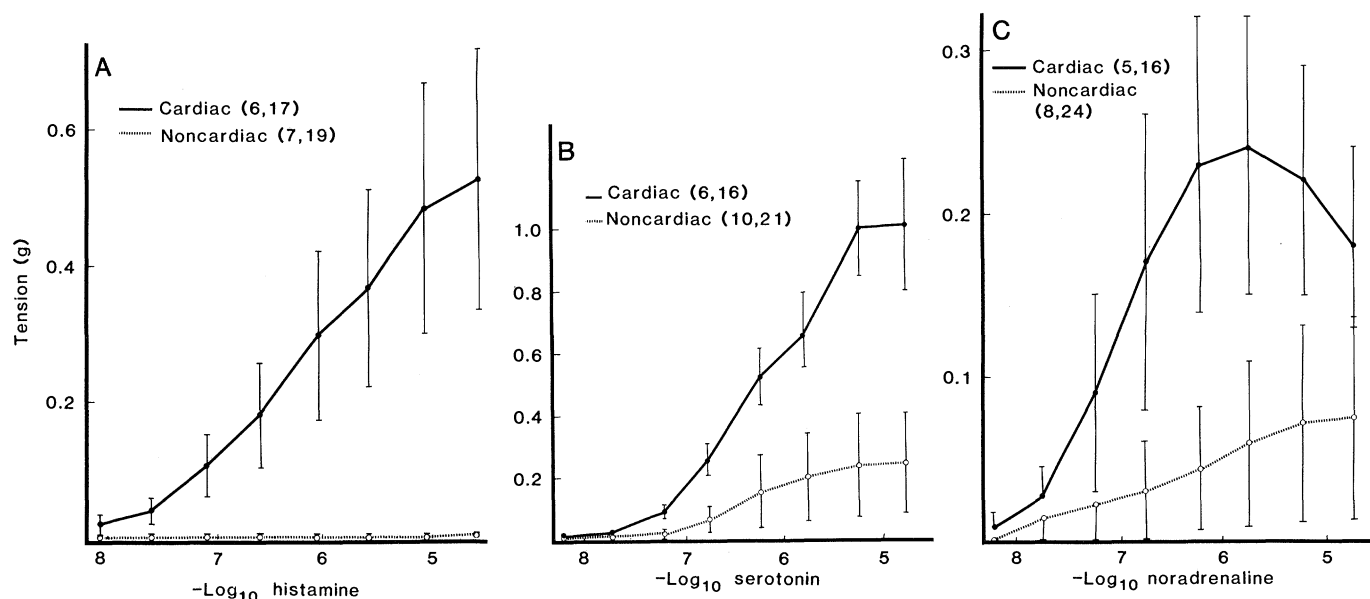 A
Cardiac (6,17)
Noncardiac (7,19)
0.6
0.4
0.2
Tension (g)
8 7 6 5
-Log10 histamine
B
Cardiac (6,16)
Noncardiac (10,21)
1.0
0.8
0.6
0.4
0.2
7 6 5
-Log10 serotonin
C
0.3
Cardiac (5,16)
Noncardiac
(8,24)
0.2
0.1
8 7 6 5
-Log10 noradrenaline